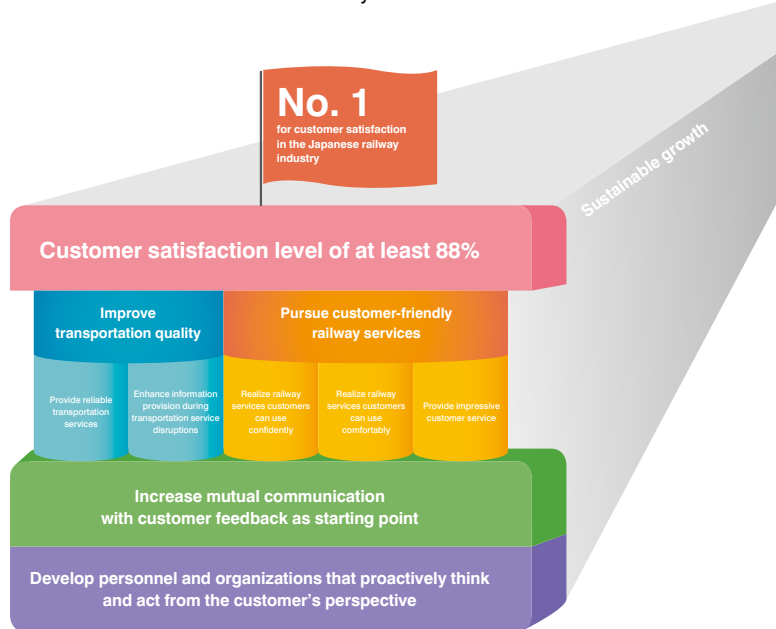 No. 1
for customer satisfaction
in the Japanese railway
industry
Sustainable growth
Customer satisfaction level of at least 88%
Improve
transportation quality
Pursue customer-friendly
railway services
Provide reliable
transportation
services
Enhance information
provision during
transportation service
disruptions
Realize railway
services customers
can use
confidently
Realize railway
services customers
can use
comfortably
Provide impressive
customer service
Increase mutual communication
with customer feedback as starting point
Develop personnel and organizations that proactively think
and act from the customer's perspective